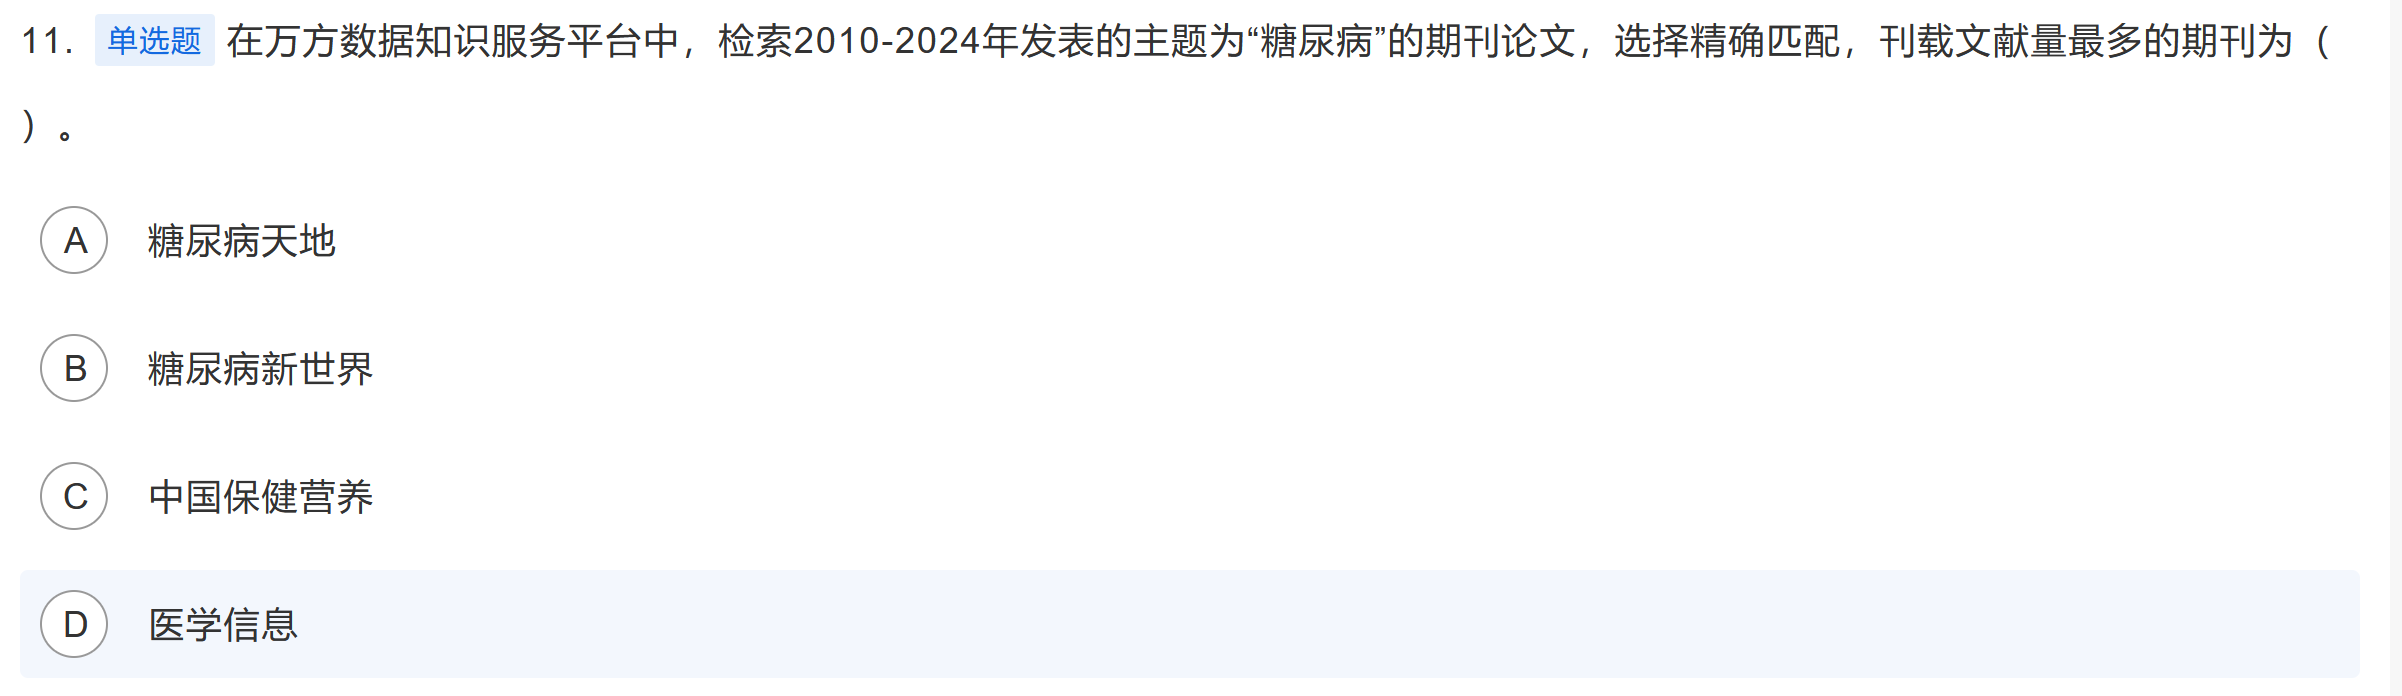 11. 单选题 在万方数据知识服务平台中，检索2010-2024年发表的主题为“糖尿病”的期刊论文，选择精确匹配，刊载文献量最多的期刊为（
）。
A 糖尿病天地
B 糖尿病新世界
C 中国保健营养
D 医学信息